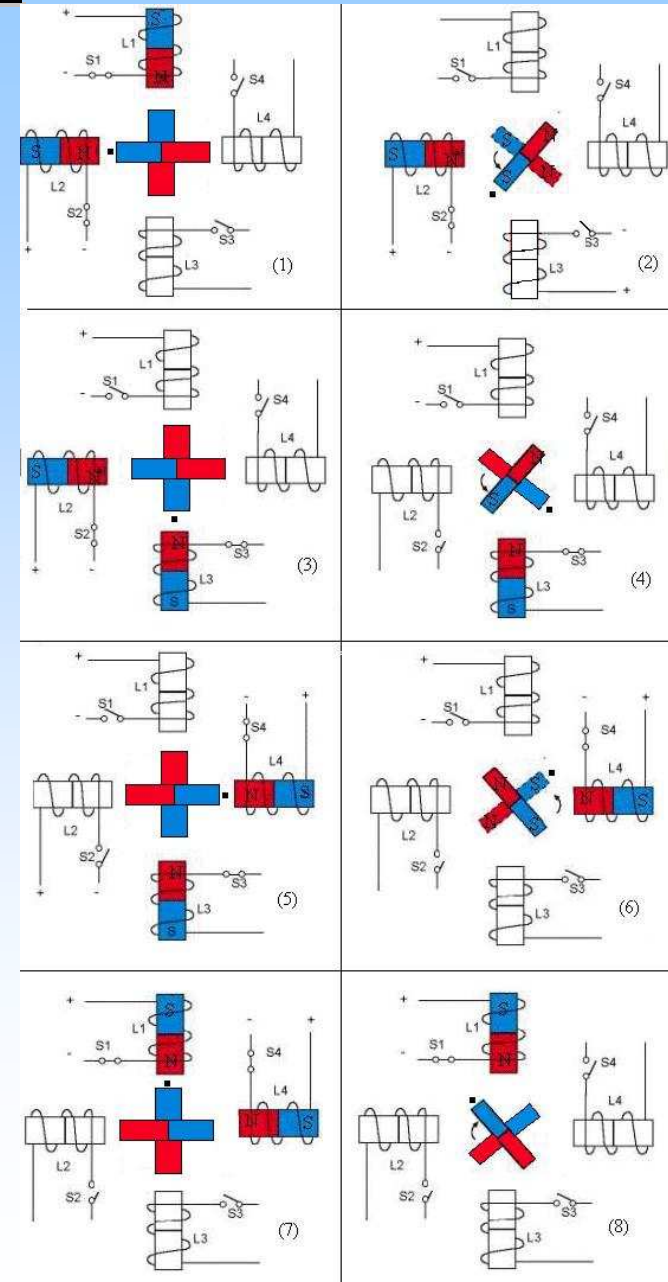 +
S
L1
S1
-
N
S4
L4
S N
L2
S2
+ -
S3
L3
(1)
L1
S1
S4
L4
S N
S
N
S
L2
S2
+ -
S3 -
L3
+
(2)
+
L1
S1
-
S4
L4
S N
L2
S2
+ -
N
S3
L3
S
(3)
+
L1
S1
-
S4
L4
S
L2
S2
N
S3
L3
S
(4)
+
L1
S1
-
- +
S4
L4
N S
L2
S2
+ -
N
S3
L3
S
(5)
+
L1
S1
-
- +
S4
L4
N S
N S
N S
L2
S2
S3
L3
(6)
+
S
L1
S1
-
N
- +
S4
L4
N S
L2
S2
S3
L3
(7)
+
S
L1
S1
-
N
S4
L4
L2
S2
S3
L3
(8)